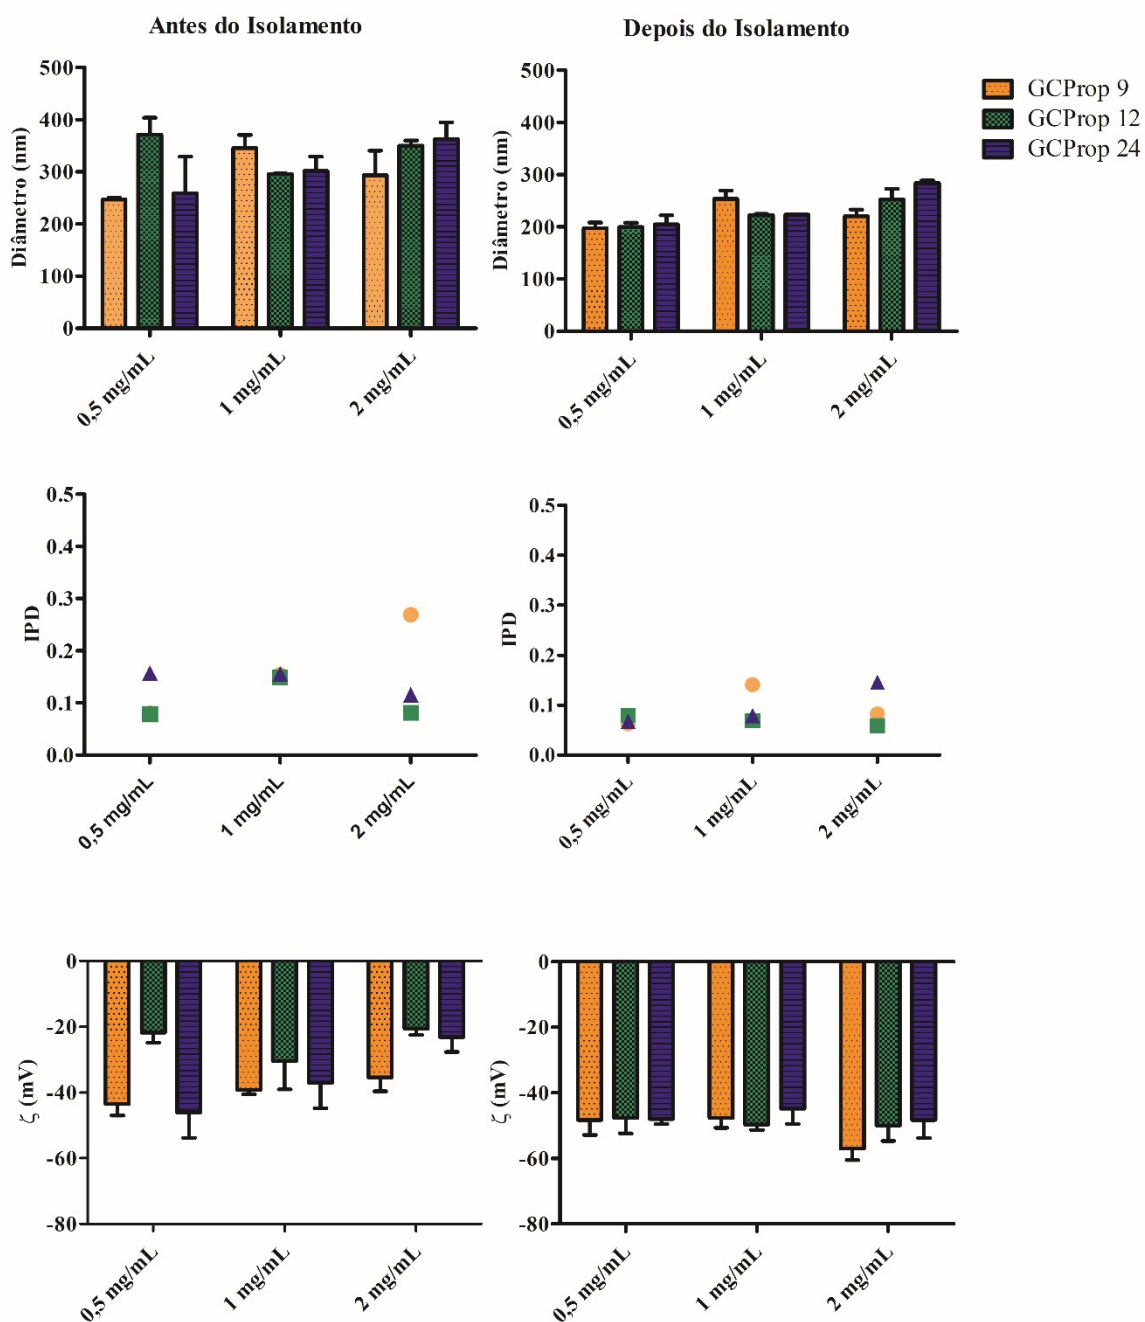 Antes do Isolamento
Depois do Isolamento
Diâmetro (nm)
500
400
300
200
100
0
0,5 mg/mL
1 mg/mL
2 mg/mL
Diâmetro (nm)
500
400
300
200
100
0
0,5 mg/mL
1 mg/mL
2 mg/mL
GCProp 9
GCProp 12
GCProp 24
IPD
0.5
0.4
0.3
0.2
0.1
0.0
0,5 mg/mL
1 mg/mL
2 mg/mL
IPD
0.5
0.4
0.3
0.2
0.1
0.0
0,5 mg/mL
1 mg/mL
2 mg/mL
ζ (mV)
0
-20
-40
-60
-80
0,5 mg/mL
1 mg/mL
2 mg/mL
ζ (mV)
0
-20
-40
-60
-80
0,5 mg/mL
1 mg/mL
2 mg/mL